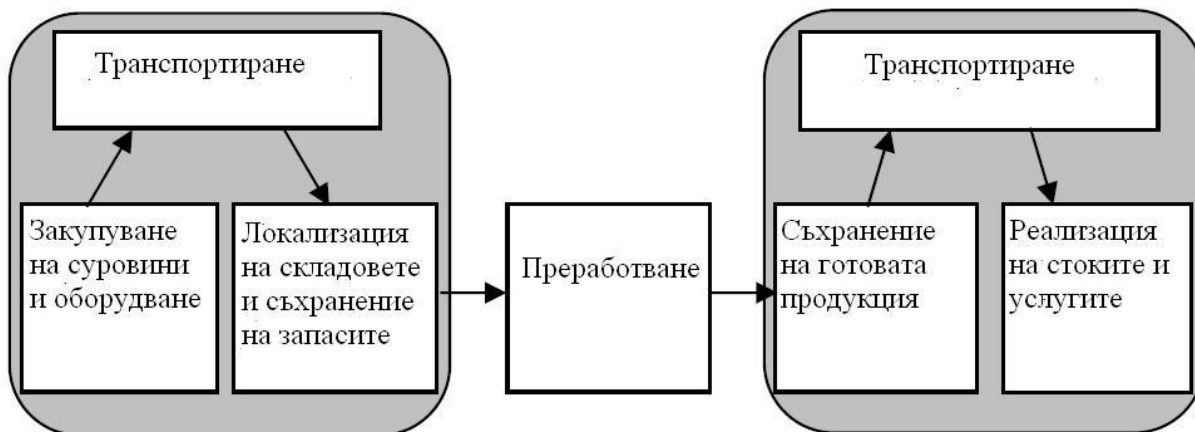 Транспортиране
Транспортиране
Закупуване
на суровини
и оборудване
Локализация
на складовете
и съхранение
на запасите
Преработване
Съхранение
на готовата
продукция
Реализация
на стоките и
услугите